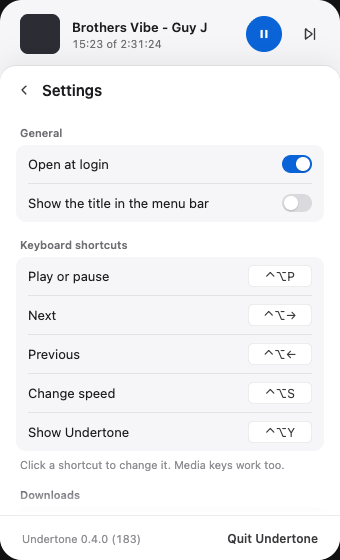 Brothers Vibe - Guy J
15:23 of 2:31:24
Settings
General
Open at login
Show the title in the menu bar
Keyboard shortcuts
Play or pause ⌃⌥P
Next ⌃⌥→
Previous ⌃⌥←
Change speed ⌃⌥S
Show Undertone ⌃⌥Y
Click a shortcut to change it. Media keys work too.
Downloads
Undertone 0.4.0 (183) Quit Undertone